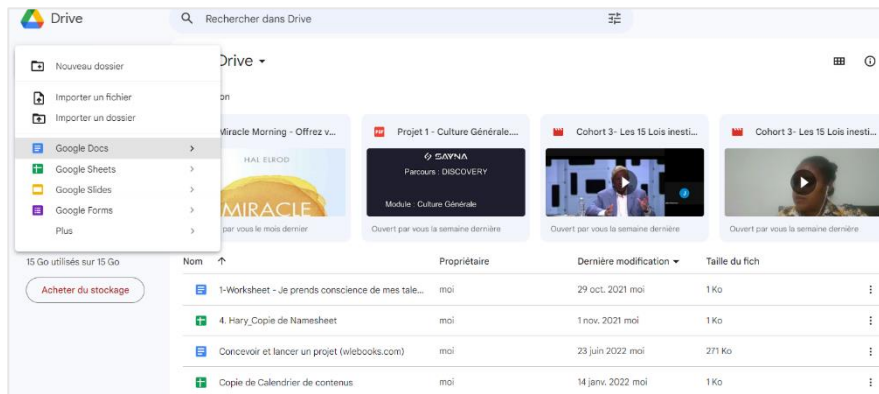 Drive
Rechercher dans Drive
Nouveau dossier
Importer un fichier
Importer un dossier
Google Docs
Google Sheets
Google Slides
Google Forms
Plus
15 Go utilisés sur 15 Go
Acheter du stockage
Drive
on
Miracle Morning - Offrez v...
HAL ELROD
MIRACLE
par vous le mois dernier
PDF
Projet 1 - Culture Générale....
SAYNA
Parcours : DISCOVERY
Module : Culture Générale
Ouvert par vous la semaine dernière
Cohort 3- Les 15 Lois inesti...
J
Ouvert par vous la semaine dernière
Cohort 3- Les 15 Lois inesti...
Ouvert par vous la semaine dernière
Nom Propriétaire Dernière modification Taille du fich
1-Worksheet - Je prends conscience de mes tale... moi 29 oct. 2021 moi 1 Ko
4. Hary_Copie de Namesheet moi 1 nov. 2021 moi 1 Ko
Concevoir et lancer un projet (wlebooks.com) moi 23 juin 2022 moi 271 Ko
Copie de Calendrier de contenus moi 14 janv. 2022 moi 1 Ko